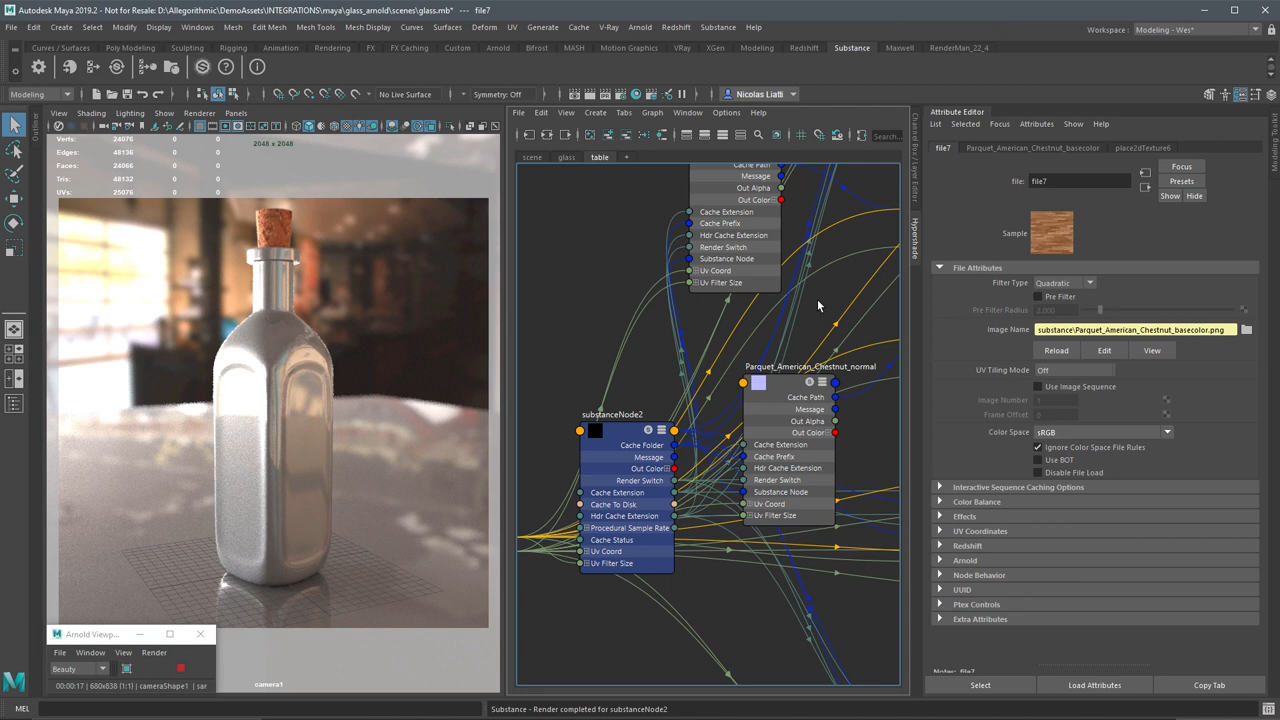 Autodesk Maya 2019.2 - Not for Resale: D:\Allegorithmic\DemoAssets\INTEGRATIONS\maya\glass_arnold\scenes\glass.mb* --- file7
File Edit Create Select Modify Display Windows Mesh Edit Mesh Mesh Tools Mesh Display Curves Surfaces Deform UV Generate Cache V-Ray Arnold Redshift Substance Help
Workspace : Modeling - Wes*
Curves / Surfaces Poly Modeling Sculpting Rigging Animation Rendering FX FX Caching Custom Arnold Bifrost MASH Motion Graphics VRay XGen Modeling Redshift Substance Maxwell RenderMan_22_4
Modeling No Live Surface Symmetry: Off Nicolas Liatti
View Shading Lighting Show Renderer Panels
Outliner
Verts: 24076 0 0
Edges: 48136 0 0
Faces: 24066 0 0
Tris: 48132 0 0
UVs: 25076 0 0
2048 x 2048
Arnold Viewp...
File Window View Render
Beauty
00:00:17 | 680x838 (1:1) | cameraShape1 | sar
camera1
File Edit View Create Tabs Graph Window Options Help
Search...
scene glass table +
Cache Path
Message
Out Alpha
Out Color
Cache Extension
Cache Prefix
Hdr Cache Extension
Render Switch
Substance Node
Uv Coord
Uv Filter Size
Parquet_American_Chestnut_normal
Cache Path
Message
Out Alpha
Out Color
Cache Extension
Cache Prefix
Hdr Cache Extension
Render Switch
Substance Node
Uv Coord
Uv Filter Size
substanceNode2
Cache Folder
Message
Out Color
Render Switch
Cache Extension
Cache To Disk
Hdr Cache Extension
Procedural Sample Rate
Cache Status
Uv Coord
Uv Filter Size
Channel Box / Layer Editor
Hypershade
Attribute Editor
List Selected Focus Attributes Show Help
file7 Parquet_American_Chestnut_basecolor place2dTexture6
file: file7
Focus
Presets
Show Hide
Sample
File Attributes
Filter Type Quadratic
Pre Filter
Pre Filter Radius 2.000
Image Name substance\Parquet_American_Chestnut_basecolor.png
Reload Edit View
UV Tiling Mode Off
Use Image Sequence
Image Number 1
Frame Offset 0
Color Space sRGB
Ignore Color Space File Rules
Use BOT
Disable File Load
Interactive Sequence Caching Options
Color Balance
Effects
UV Coordinates
Redshift
Arnold
Node Behavior
UUID
Ptex Controls
Extra Attributes
Notes: file7
Select Load Attributes Copy Tab
Modeling Toolkit
MEL
Substance - Render completed for substanceNode2